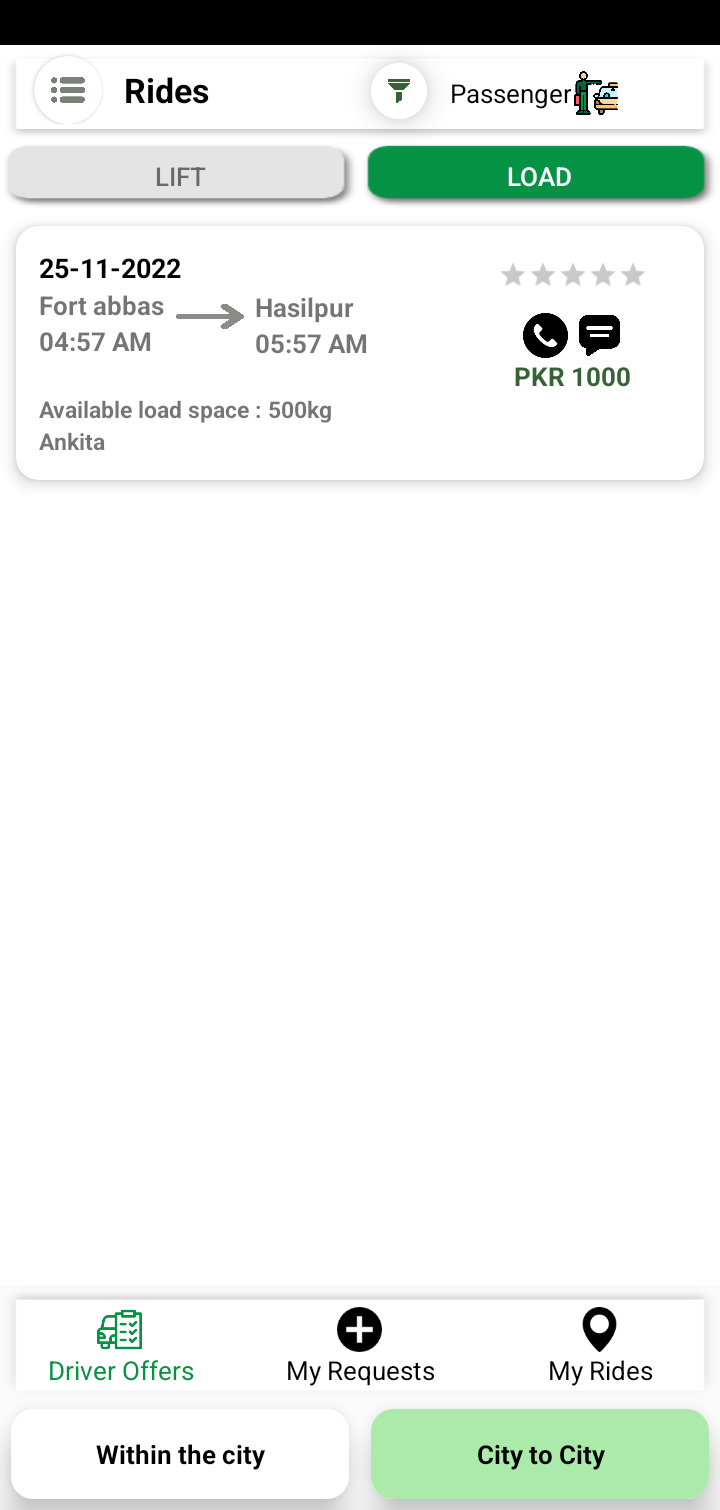 Rides
Passenger
LIFT
LOAD
25-11-2022
Fort abbas
Hasilpur
04:57 AM
05:57 AM
PKR 1000
Available load space : 500kg
Ankita
Driver Offers
My Requests
My Rides
Within the city
City to City